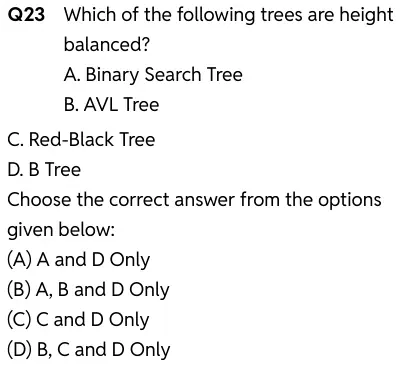 Q23 Which of the following trees are height
balanced?
A. Binary Search Tree
B. AVL Tree
C. Red-Black Tree
D. B Tree
Choose the correct answer from the options
given below:
(A) A and D Only
(B) A, B and D Only
(C) C and D Only
(D) B, C and D Only